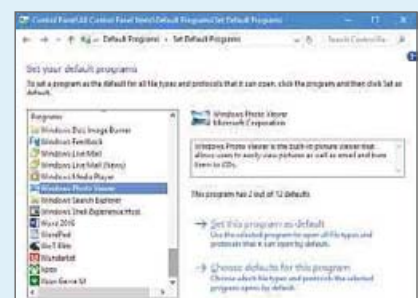 Control Panel\All Control Panel Items\Default Programs\Set Default Programs
Default Programs › Set Default Programs
Search Control Pa
Set your default programs
To set a program as the default for all file types and protocols that it can open, click the program and then click Set as
default.
Programs
Windows Disc Image Burner
Windows Feedback
Windows Live Mail
Windows Live Mail (News)
Windows Media Player
Windows Photo Viewer
Windows Search Explorer
Windows Shell Experience Host
Word 2016
WordPad
Wunderlist
Xbox
Windows Photo Viewer
Microsoft Corporation
Windows Photo Viewer is the built-in picture viewer that
allows users to easily view pictures as well as email and burn
them to CDs.
This program has 2 out of 12 defaults
Set this program as default
Use the selected program to open all file types and
protocols that it can open by default.
Choose defaults for this program
Choose which file types and protocols the selected
program opens by default.